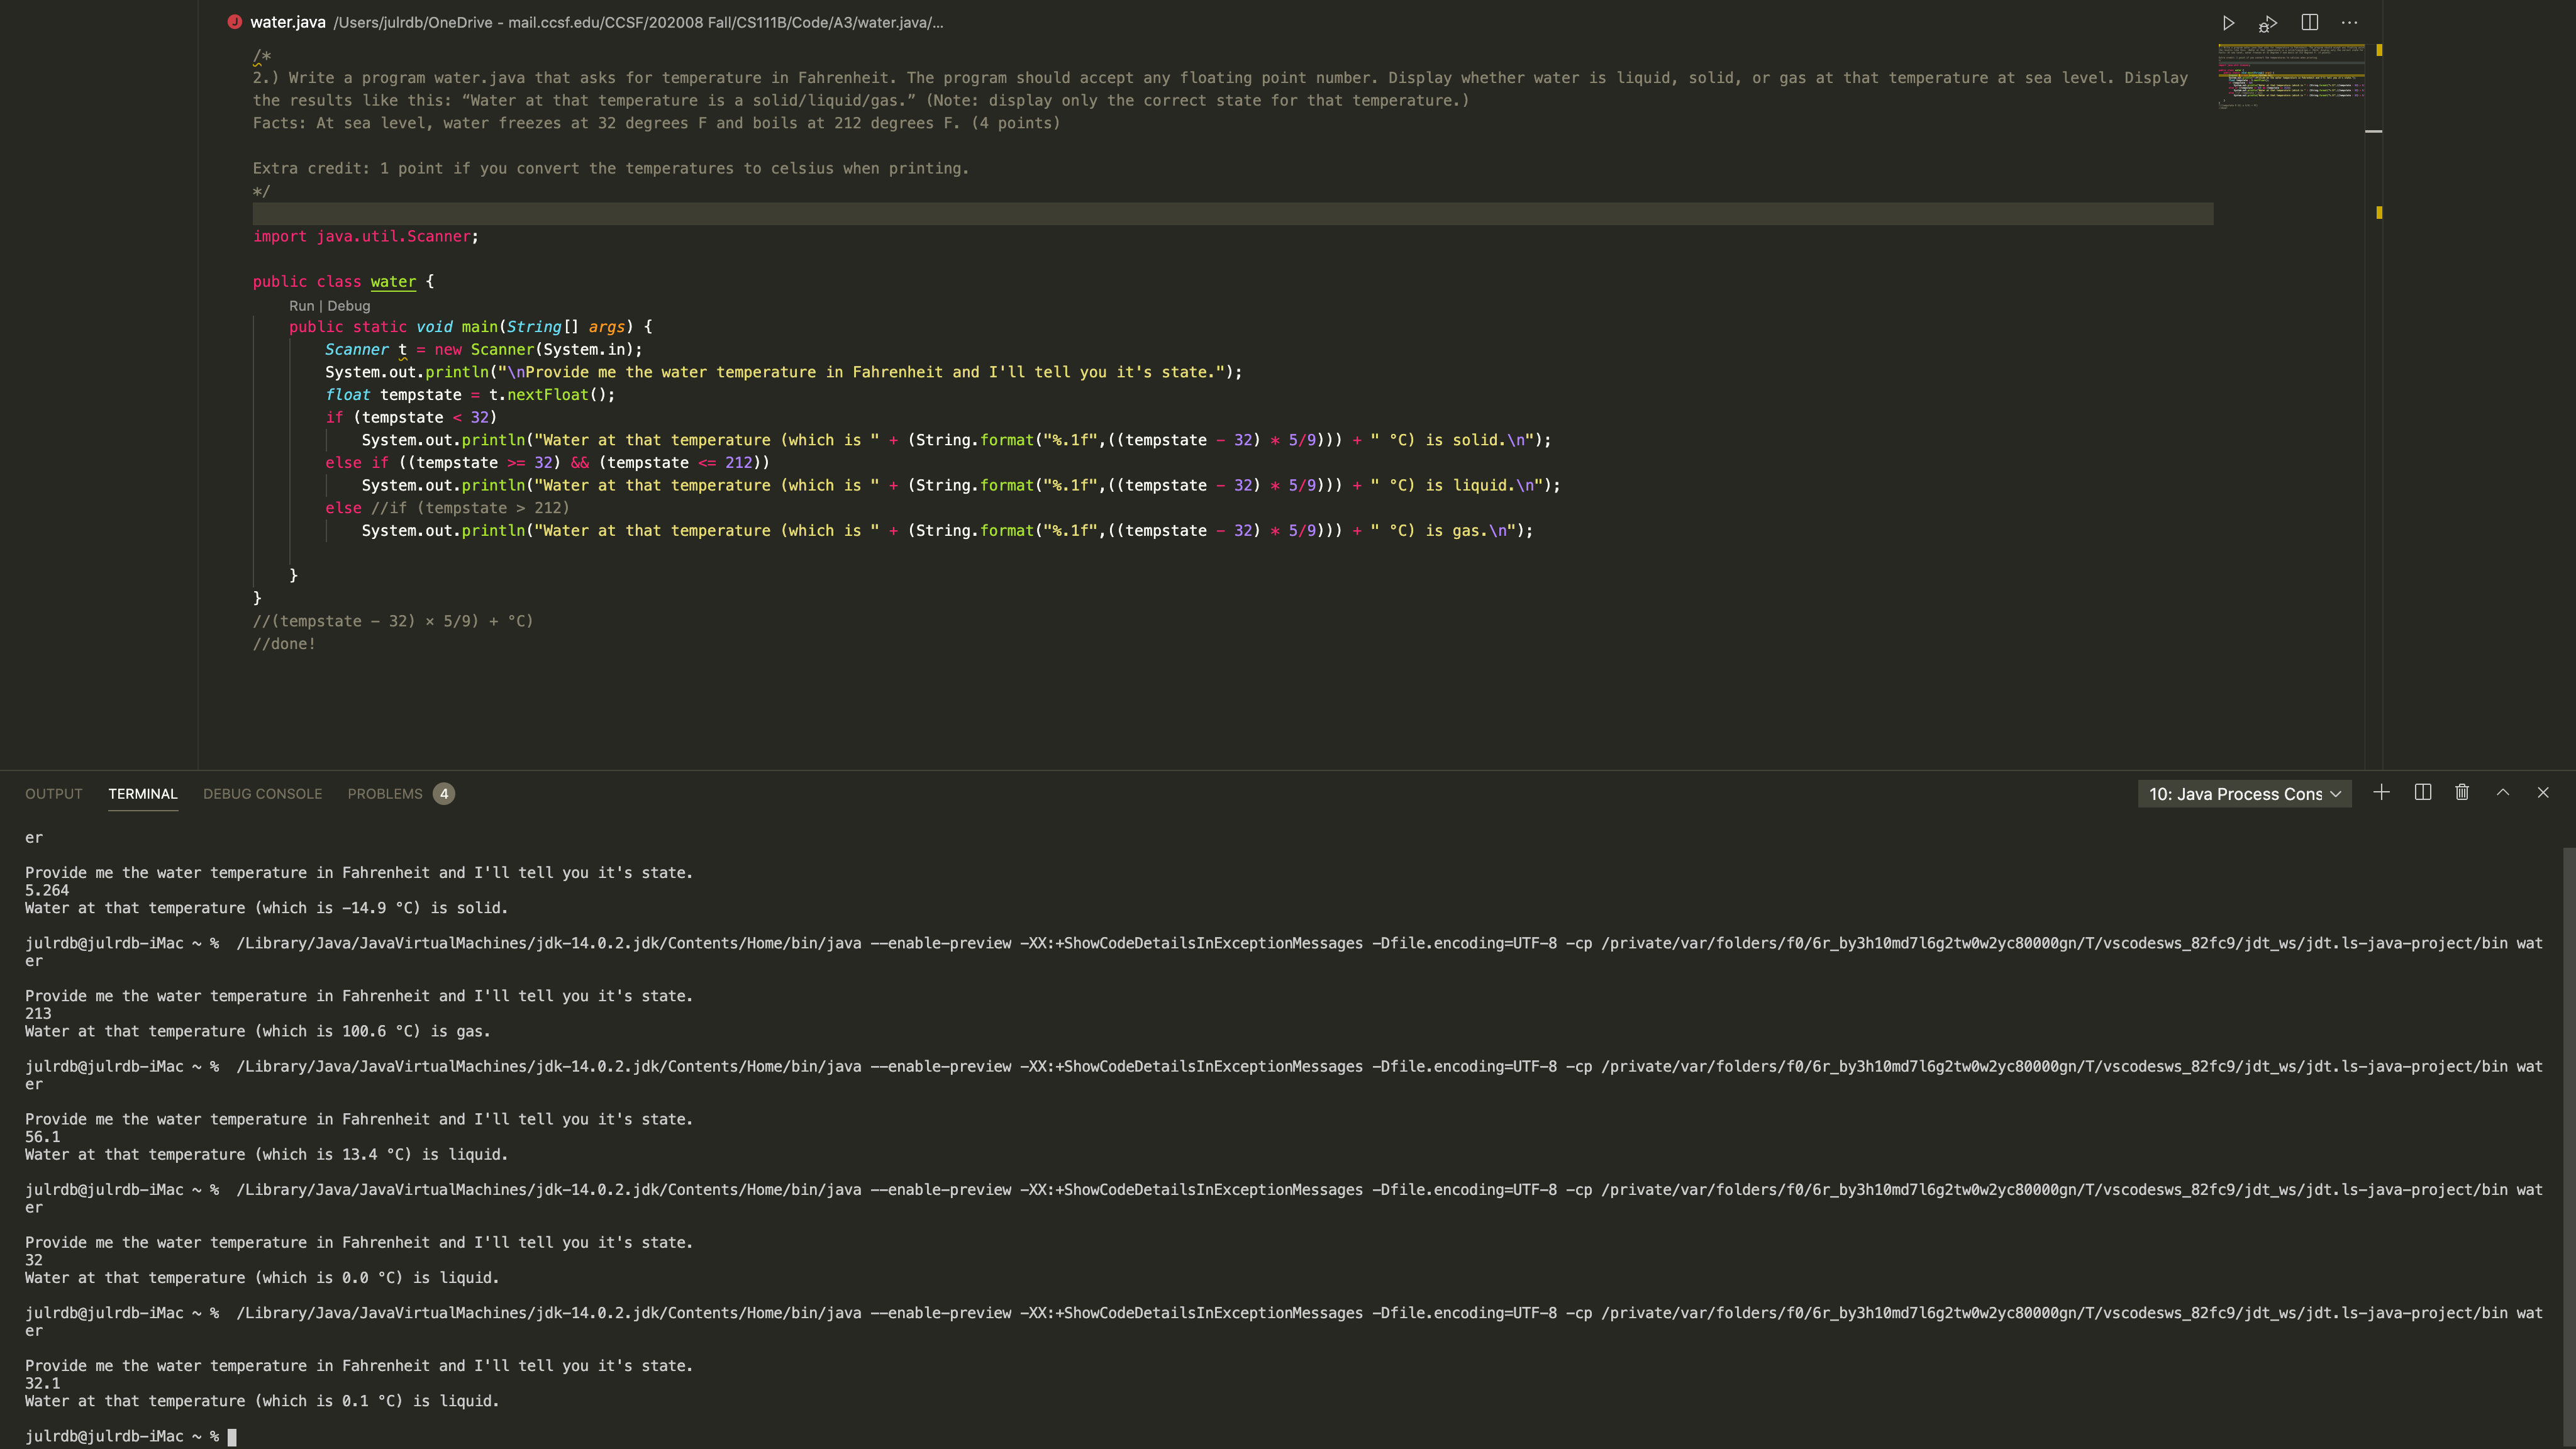 water.java /Users/julrdb/OneDrive - mail.ccsf.edu/CCSF/202008 Fall/CS111B/Code/A3/water.java/...
/*
2.) Write a program water.java that asks for temperature in Fahrenheit. The program should accept any floating point number. Display whether water is liquid, solid, or gas at that temperature at sea level. Display
the results like this: “Water at that temperature is a solid/liquid/gas.” (Note: display only the correct state for that temperature.)
Facts: At sea level, water freezes at 32 degrees F and boils at 212 degrees F. (4 points)
Extra credit: 1 point if you convert the temperatures to celsius when printing.
*/
import java.util.Scanner;
public class water {
Run | Debug
public static void main(String[] args) {
Scanner t = new Scanner(System.in);
System.out.println("\nProvide me the water temperature in Fahrenheit and I'll tell you it's state.");
float tempstate = t.nextFloat();
if (tempstate < 32)
System.out.println("Water at that temperature (which is " + (String.format("%.1f",((tempstate - 32) * 5/9))) + " °C) is solid.\n");
else if ((tempstate >= 32) && (tempstate <= 212))
System.out.println("Water at that temperature (which is " + (String.format("%.1f",((tempstate - 32) * 5/9))) + " °C) is liquid.\n");
else //if (tempstate > 212)
System.out.println("Water at that temperature (which is " + (String.format("%.1f",((tempstate - 32) * 5/9))) + " °C) is gas.\n");
}
}
//(tempstate - 32) × 5/9) + °C)
//done!
OUTPUT TERMINAL DEBUG CONSOLE PROBLEMS 4 10: Java Process Cons
er
Provide me the water temperature in Fahrenheit and I'll tell you it's state.
5.264
Water at that temperature (which is -14.9 °C) is solid.
julrdb@julrdb-iMac ~ % /Library/Java/JavaVirtualMachines/jdk-14.0.2.jdk/Contents/Home/bin/java --enable-preview -XX:+ShowCodeDetailsInExceptionMessages -Dfile.encoding=UTF-8 -cp /private/var/folders/f0/6r_by3h10md7l6g2tw0w2yc80000gn/T/vscodesws_82fc9/jdt_ws/jdt.ls-java-project/bin wat
er
Provide me the water temperature in Fahrenheit and I'll tell you it's state.
213
Water at that temperature (which is 100.6 °C) is gas.
julrdb@julrdb-iMac ~ % /Library/Java/JavaVirtualMachines/jdk-14.0.2.jdk/Contents/Home/bin/java --enable-preview -XX:+ShowCodeDetailsInExceptionMessages -Dfile.encoding=UTF-8 -cp /private/var/folders/f0/6r_by3h10md7l6g2tw0w2yc80000gn/T/vscodesws_82fc9/jdt_ws/jdt.ls-java-project/bin wat
er
Provide me the water temperature in Fahrenheit and I'll tell you it's state.
56.1
Water at that temperature (which is 13.4 °C) is liquid.
julrdb@julrdb-iMac ~ % /Library/Java/JavaVirtualMachines/jdk-14.0.2.jdk/Contents/Home/bin/java --enable-preview -XX:+ShowCodeDetailsInExceptionMessages -Dfile.encoding=UTF-8 -cp /private/var/folders/f0/6r_by3h10md7l6g2tw0w2yc80000gn/T/vscodesws_82fc9/jdt_ws/jdt.ls-java-project/bin wat
er
Provide me the water temperature in Fahrenheit and I'll tell you it's state.
32
Water at that temperature (which is 0.0 °C) is liquid.
julrdb@julrdb-iMac ~ % /Library/Java/JavaVirtualMachines/jdk-14.0.2.jdk/Contents/Home/bin/java --enable-preview -XX:+ShowCodeDetailsInExceptionMessages -Dfile.encoding=UTF-8 -cp /private/var/folders/f0/6r_by3h10md7l6g2tw0w2yc80000gn/T/vscodesws_82fc9/jdt_ws/jdt.ls-java-project/bin wat
er
Provide me the water temperature in Fahrenheit and I'll tell you it's state.
32.1
Water at that temperature (which is 0.1 °C) is liquid.
julrdb@julrdb-iMac ~ %